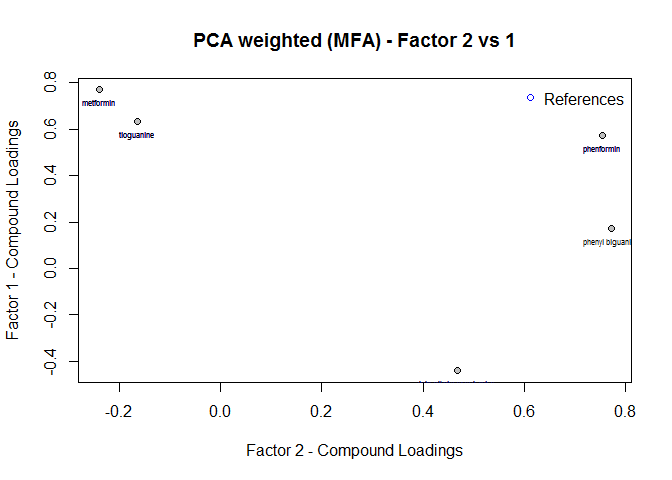 PCA weighted (MFA) - Factor 2 vs 1
References
metformin
tioguanine
phenformin
phenyl biguani
Factor 1 - Compound Loadings
-0.4
0.0
0.2
0.4
0.6
0.8
-0.2
0.0
0.2
0.4
0.6
0.8
-0.2
Factor 2 - Compound Loadings